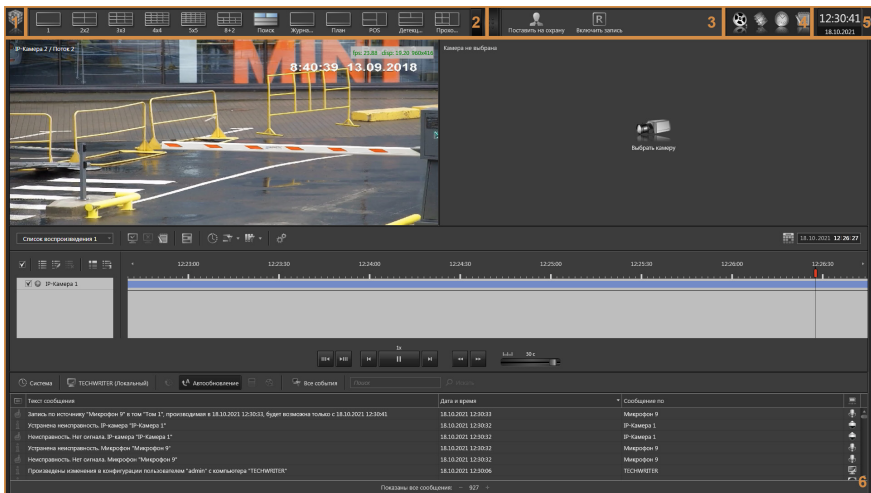 1 2x2 3x3 4x4 5x5 8+2 Поиск Журна... План POS Детекц... Прохо...
2
Поставить на охрану Включить запись
3
12:30:41
18.10.2021
5
IP-Камера 2 / Поток 2
960x416
MINT
8:40:39 13.09.2018
Камера не выбрана
Выбрать камеру
Список воспроизведения 1
18.10.2021 12:26:27
12:23:00 12:23:30 12:24:00 12:24:30 12:25:00 12:25:30 12:26:00 12:26:30
IP-Камера 1
1x
30 с
Система TECHWRITER (Локальный) Автообновление Все события Поиск Искать
Текст сообщения Дата и время Сообщение по
Запись по источнику "Микрофон 9" в том "Том 1", производимая в 18.10.2021 12:30:33, будет возможна только с 18.10.2021 12:30:41 18.10.2021 12:30:33 Микрофон 9
Устранена неисправность. IP-камера "IP-Камера 1" 18.10.2021 12:30:32 IP-Камера 1
Неисправность. Нет сигнала. IP-камера "IP-Камера 1" 18.10.2021 12:30:32 IP-Камера 1
Устранена неисправность. Микрофон "Микрофон 9" 18.10.2021 12:30:32 Микрофон 9
Неисправность. Нет сигнала. Микрофон "Микрофон 9" 18.10.2021 12:30:32 Микрофон 9
Произведены изменения в конфигурации пользователем "admin" с компьютера "TECHWRITER" 18.10.2021 12:30:06 TECHWRITER
Показаны все сообщения: − 927 +
6